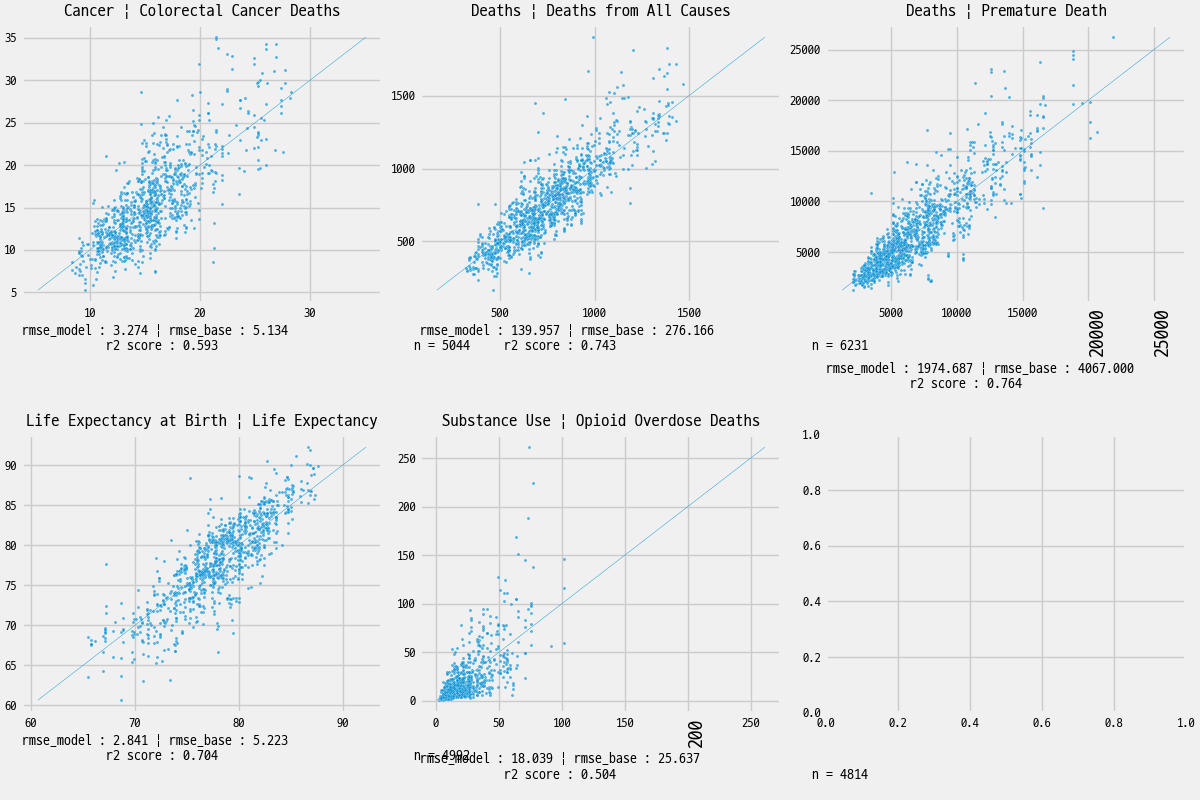 Cancer ¦ Colorectal Cancer Deaths
35
30
25
20
15
10
5
10 20 30
rmse_model : 3.274 ¦ rmse_base : 5.134
r2 score : 0.593
Deaths ¦ Deaths from All Causes
1500
1000
500
500 1000 1500
rmse_model : 139.957 ¦ rmse_base : 276.166
n = 5044 r2 score : 0.743
Deaths ¦ Premature Death
25000
20000
15000
10000
5000
5000 10000 15000 20000 25000
n = 6231
rmse_model : 1974.687 ¦ rmse_base : 4067.000
r2 score : 0.764
Life Expectancy at Birth ¦ Life Expectancy
90
85
80
75
70
65
60
60 70 80 90
rmse_model : 2.841 ¦ rmse_base : 5.223
r2 score : 0.704
Substance Use ¦ Opioid Overdose Deaths
250
200
150
100
50
0
0 50 100 150 200 250
n = 4992
rmse_model : 18.039 ¦ rmse_base : 25.637
r2 score : 0.504
1.0
0.8
0.6
0.4
0.2
0.0
0.0 0.2 0.4 0.6 0.8 1.0
n = 4814